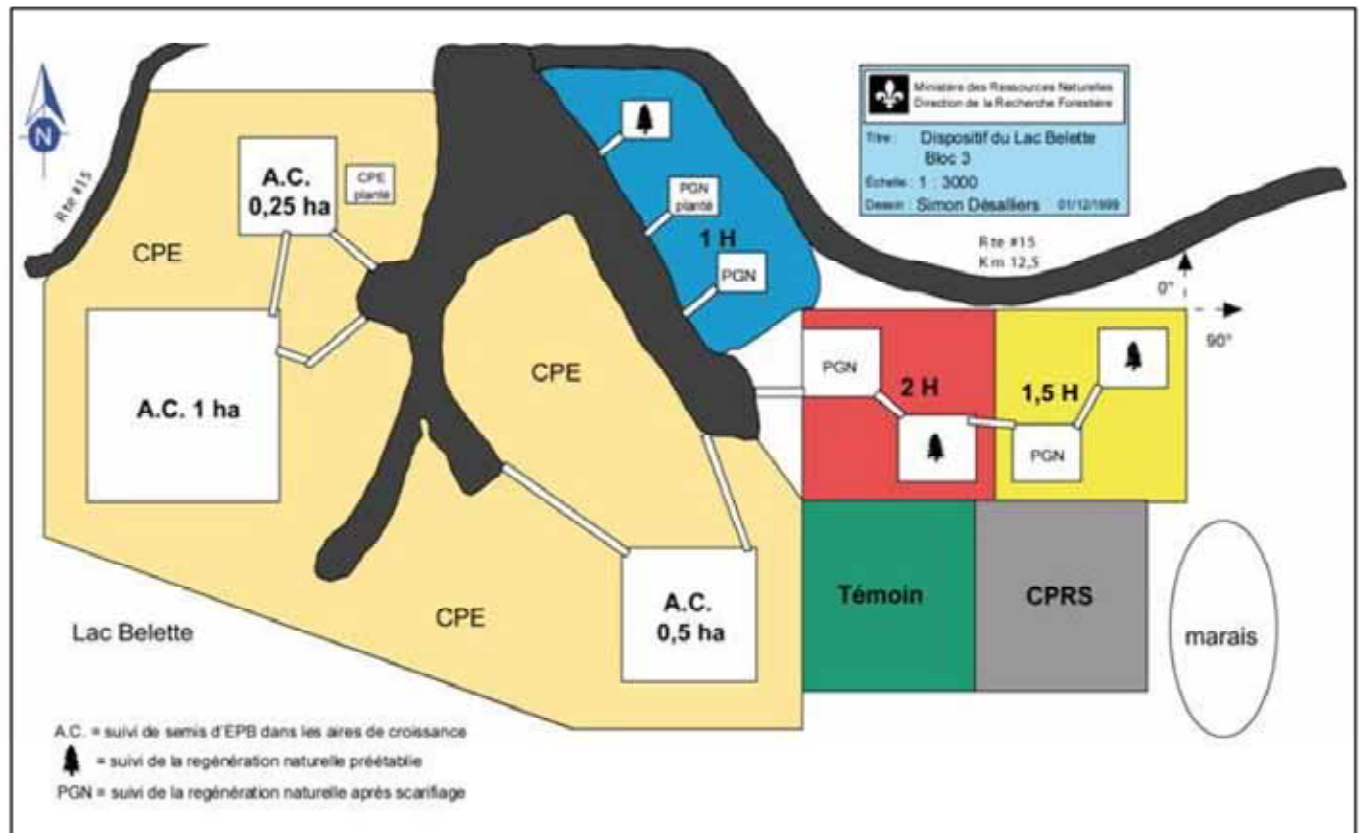 Ministère des Ressources Naturelles
Direction de la Recherche Forestière
Titre : Dispositif du Lac Belette
Bloc 3
Échelle : 1 : 3000
Dessin : Simon Désalliers 01/12/1999
N
Rte #15
A.C.
0,25 ha
CPE
planté
CPE
A.C. 1 ha
CPE
CPE
A.C.
0,5 ha
PGN
planté
1 H
PGN
Rte #15
Km 12,5
0°
90°
PGN
2 H
1,5 H
PGN
Témoin
CPRS
marais
Lac Belette
A.C. = suivi de semis d'EPB dans les aires de croissance
= suivi de la regénération naturelle préétablie
PGN = suivi de la regénération naturelle après scarifiage